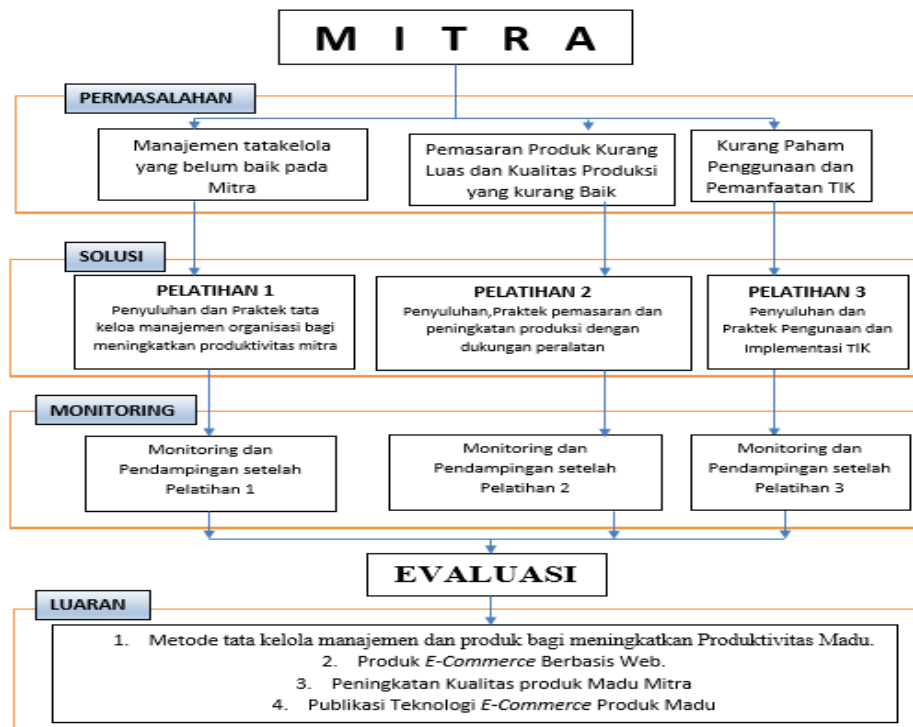 M I T R A
PERMASALAHAN
Manajemen tatakelola
yang belum baik pada
Mitra
Pemasaran Produk Kurang
Luas dan Kualitas Produksi
yang kurang Baik
Kurang Paham
Penggunaan dan
Pemanfaatan TIK
SOLUSI
PELATIHAN 1
Penyuluhan dan Praktek tata
keloa manajemen organisasi bagi
meningkatkan produktivitas mitra
PELATIHAN 2
Penyuluhan,Praktek pemasaran dan
peningkatan produksi dengan
dukungan peralatan
PELATIHAN 3
Penyuluhan dan
Praktek Pengunaan dan
Implementasi TIK
MONITORING
Monitoring dan
Pendampingan setelah
Pelatihan 1
Monitoring dan
Pendampingan setelah
Pelatihan 2
Monitoring dan
Pendampingan setelah
Pelatihan 3
EVALUASI
LUARAN
1. Metode tata kelola manajemen dan produk bagi meningkatkan Produktivitas Madu.
2. Produk E-Commerce Berbasis Web.
3. Peningkatan Kualitas produk Madu Mitra
4. Publikasi Teknologi E-Commerce Produk Madu